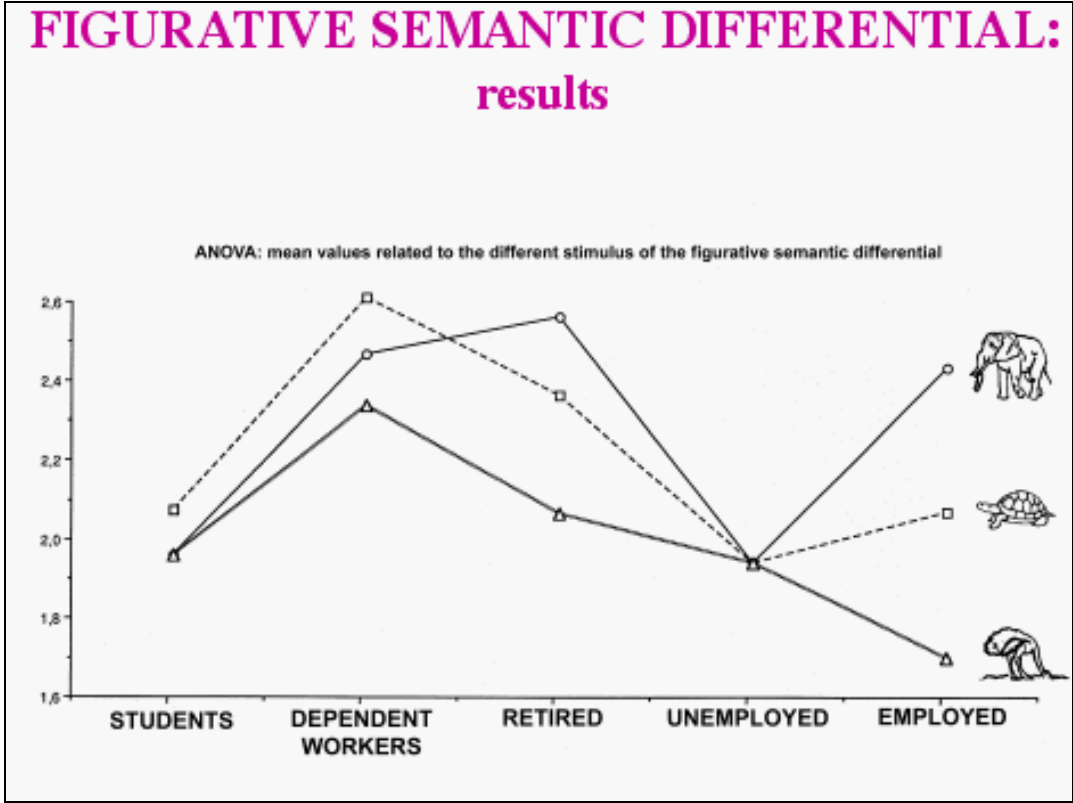 FIGURATIVE SEMANTIC DIFFERENTIAL:
results
ANOVA: mean values related to the different stimulus of the figurative semantic differential
2,6
2,4
2,2
2,0
1,8
1,6
STUDENTS
DEPENDENT
WORKERS
RETIRED
UNEMPLOYED
EMPLOYED